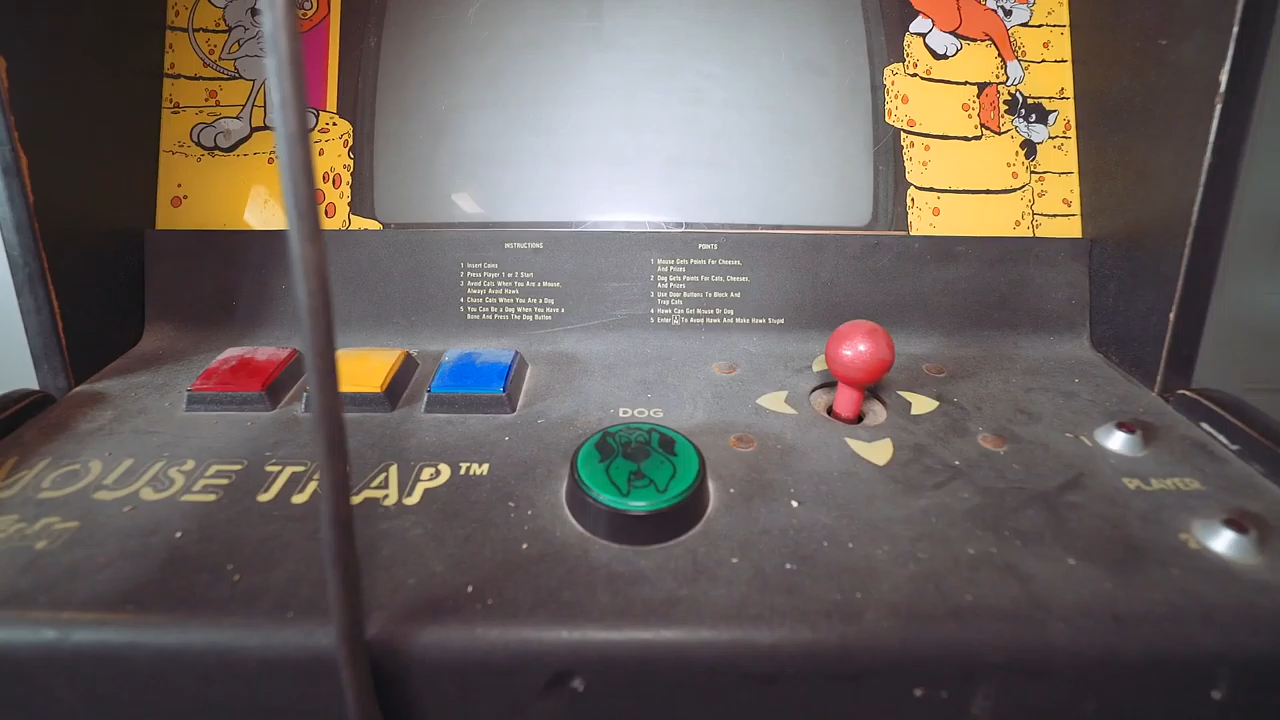 INSTRUCTIONS
1 Insert Coins
2 Press Player 1 or 2 Start
3 Avoid Cats When You Are a Mouse,
Always Avoid Hawk
4 Chase Cats When You Are a Dog
5 You Can Be a Dog When You Have a
Bone And Press The Dog Button
POINTS
1 Mouse Gets Points For Cheeses,
And Prizes
2 Dog Gets Points For Cats, Cheeses,
And Prizes
3 Use Door Buttons To Block And
Trap Cats
4 Hawk Can Get Mouse Or Dog
5 Enter To Avoid Hawk And Make Hawk Stupid
DOG
MOUSE TRAP™
1
PLAYER
2